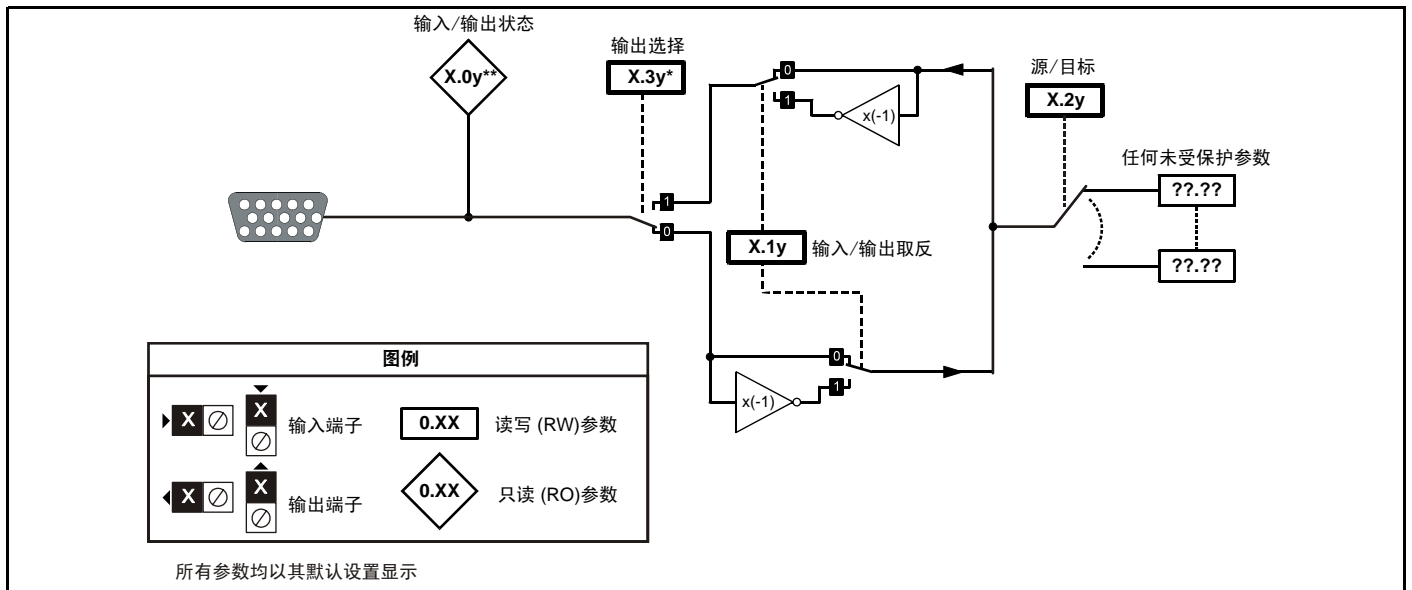 输入/输出状态
X.0y**
输出选择
X.3y*
0
1
x(-1)
源/目标
X.2y
任何未受保护参数
??.??
??.??
1
0
X.1y 输入/输出取反
0
1
x(-1)
图例
X
X
输入端子
0.XX
读写 (RW)参数
X
X
输出端子
0.XX
只读 (RO)参数
所有参数均以其默认设置显示